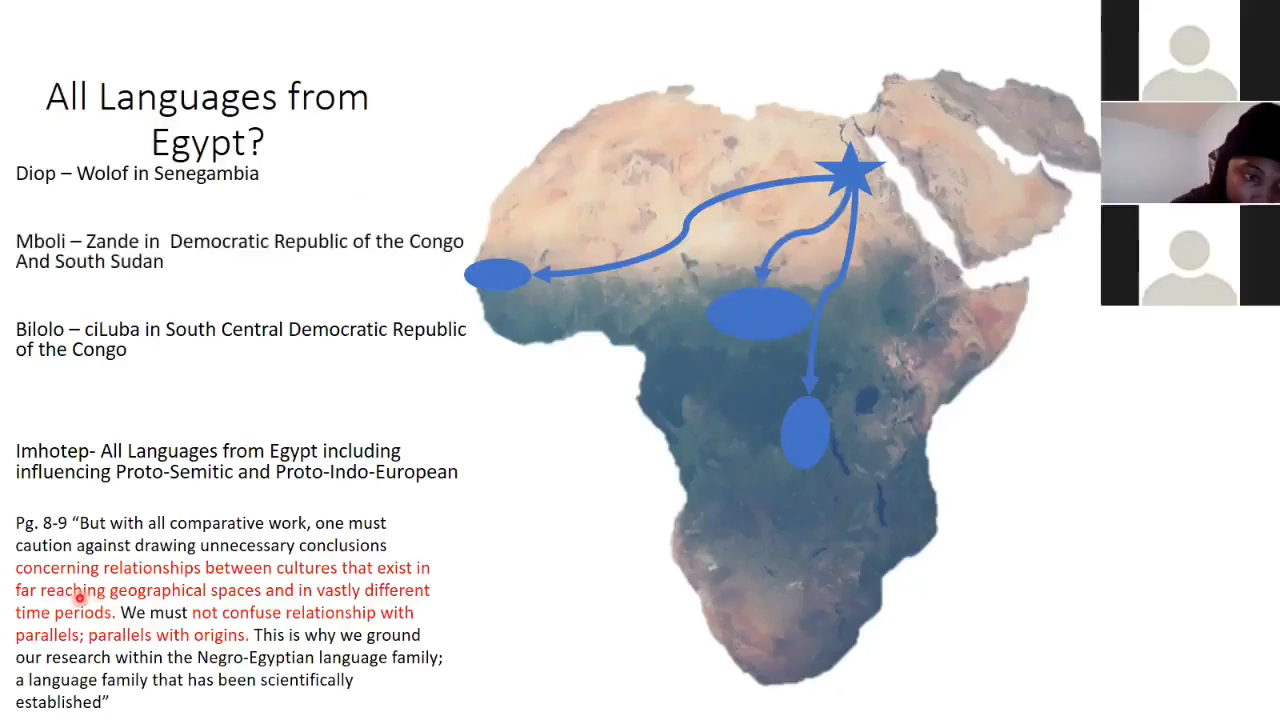 All Languages from
Egypt?
Diop – Wolof in Senegambia
Mboli – Zande in  Democratic Republic of the Congo
And South Sudan
Bilolo – ciLuba in South Central Democratic Republic
of the Congo
Imhotep- All Languages from Egypt including
influencing Proto-Semitic and Proto-Indo-European
Pg. 8-9 “But with all comparative work, one must
caution against drawing unnecessary conclusions
concerning relationships between cultures that exist in
far reaching geographical spaces and in vastly different
time periods. We must not confuse relationship with
parallels; parallels with origins. This is why we ground
our research within the Negro-Egyptian language family;
a language family that has been scientifically
established”